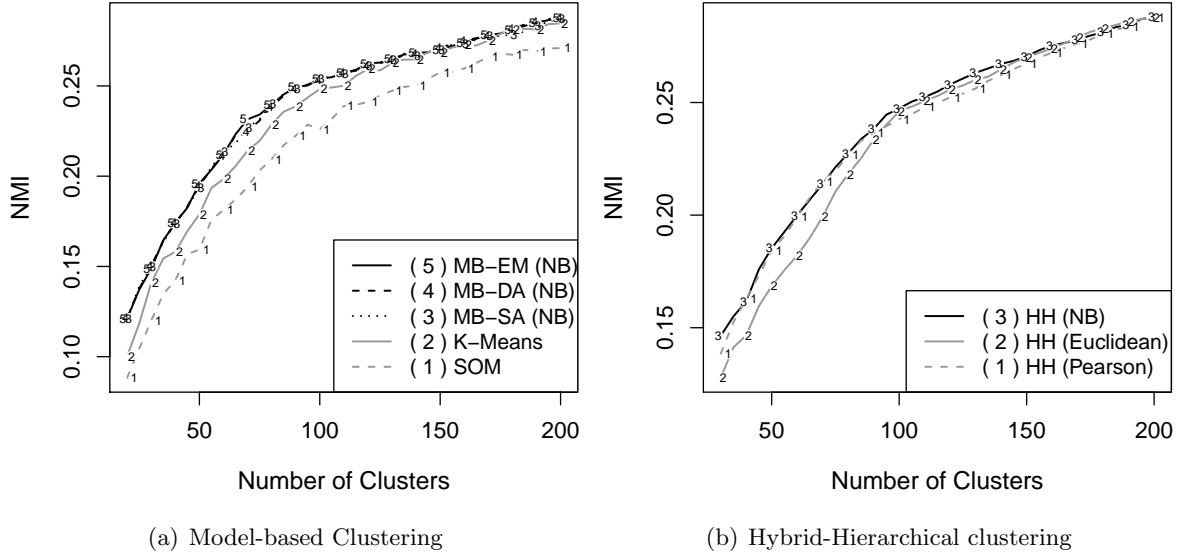 NMI
0.10
0.15
0.20
0.25
50
100
150
200
Number of Clusters
( 5 ) MB−EM (NB)
( 4 ) MB−DA (NB)
( 3 ) MB−SA (NB)
( 2 ) K−Means
( 1 ) SOM
(a) Model-based Clustering
NMI
0.15
0.20
0.25
50
100
150
200
Number of Clusters
( 3 ) HH (NB)
( 2 ) HH (Euclidean)
( 1 ) HH (Pearson)
(b) Hybrid-Hierarchical clustering